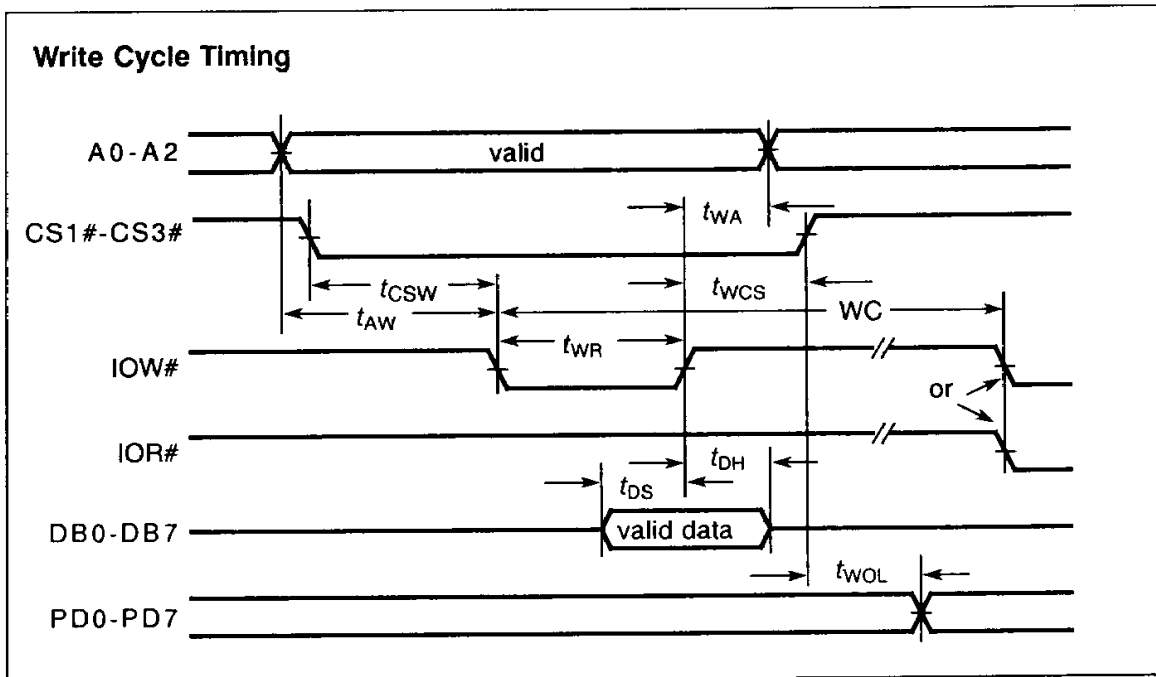 Write Cycle Timing
A0-A2
valid
tWA
CS1#-CS3#
tCSW
tWCS
tAW
WC
IOW#
tWR
or
IOR#
tDH
tDS
DB0-DB7
valid data
tWOL
PD0-PD7